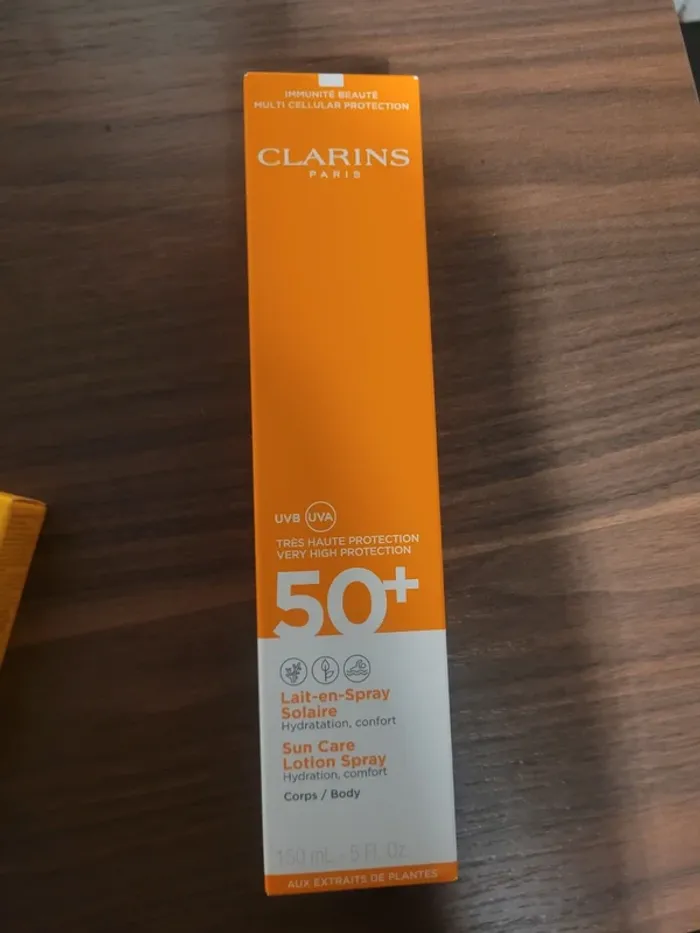 IMMUNITÉ BEAUTÉ
MULTI CELLULAR PROTECTION
CLARINS
PARIS
UVB UVA
TRÈS HAUTE PROTECTION
VERY HIGH PROTECTION
50+
Lait-en-Spray
Solaire
Hydratation, confort
Sun Care
Lotion Spray
Hydration, comfort
Corps / Body
150 mL - 5 Fl. Oz.
AUX EXTRAITS DE PLANTES